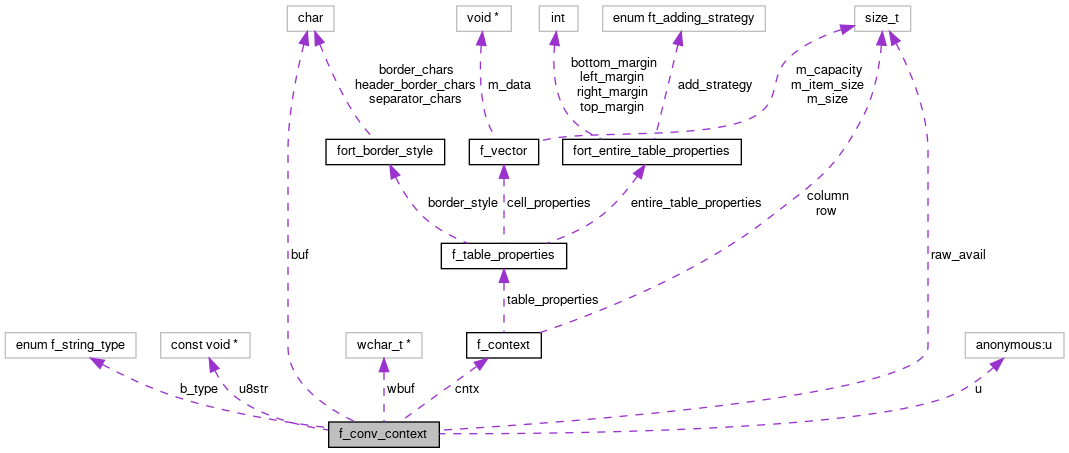 char
void *
int
enum ft_adding_strategy
size_t
border_chars
header_border_chars
separator_chars
m_data
bottom_margin
left_margin
right_margin
top_margin
add_strategy
m_capacity
m_item_size
m_size
fort_border_style
f_vector
fort_entire_table_properties
border_style
cell_properties
entire_table_properties
column
row
buf
f_table_properties
raw_avail
table_properties
enum f_string_type
const void *
wchar_t *
f_context
anonymous:u
b_type
u8str
wbuf
cntx
u
f_conv_context